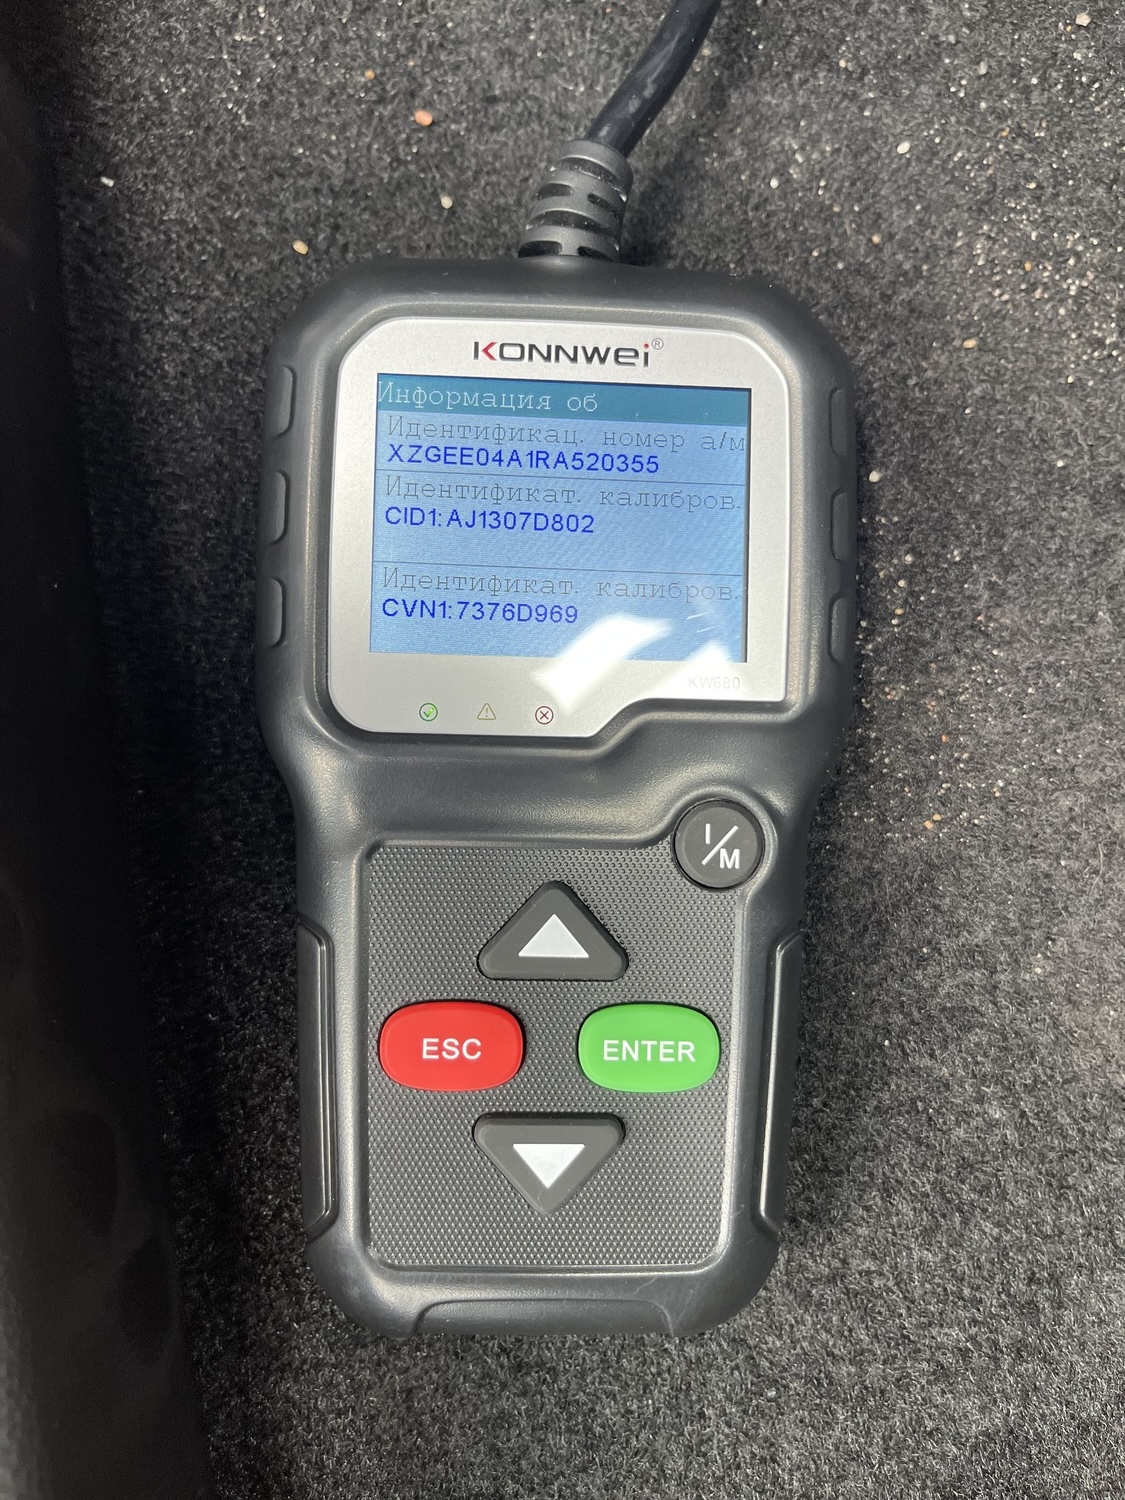 KONNWei®
Информация об
Идентификац. номер а/м
XZGEE04A1RA520355
Идентификат. калибров.
CID1:AJ1307D802
Идентификат. калибров.
CVN1:7376D969
KW680
I/M
ESC
ENTER